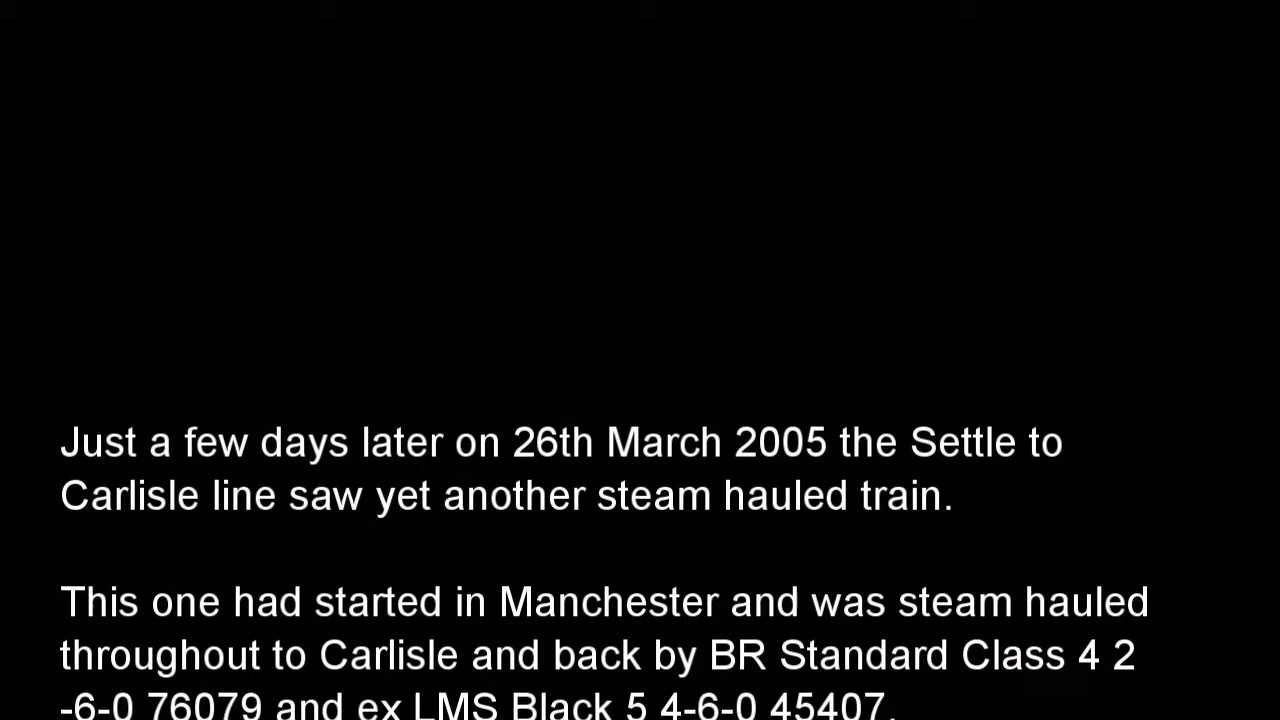 Just a few days later on 26th March 2005 the Settle to
Carlisle line saw yet another steam hauled train.
This one had started in Manchester and was steam hauled
throughout to Carlisle and back by BR Standard Class 4 2
-6-0 76079 and ex LMS Black 5 4-6-0 45407.